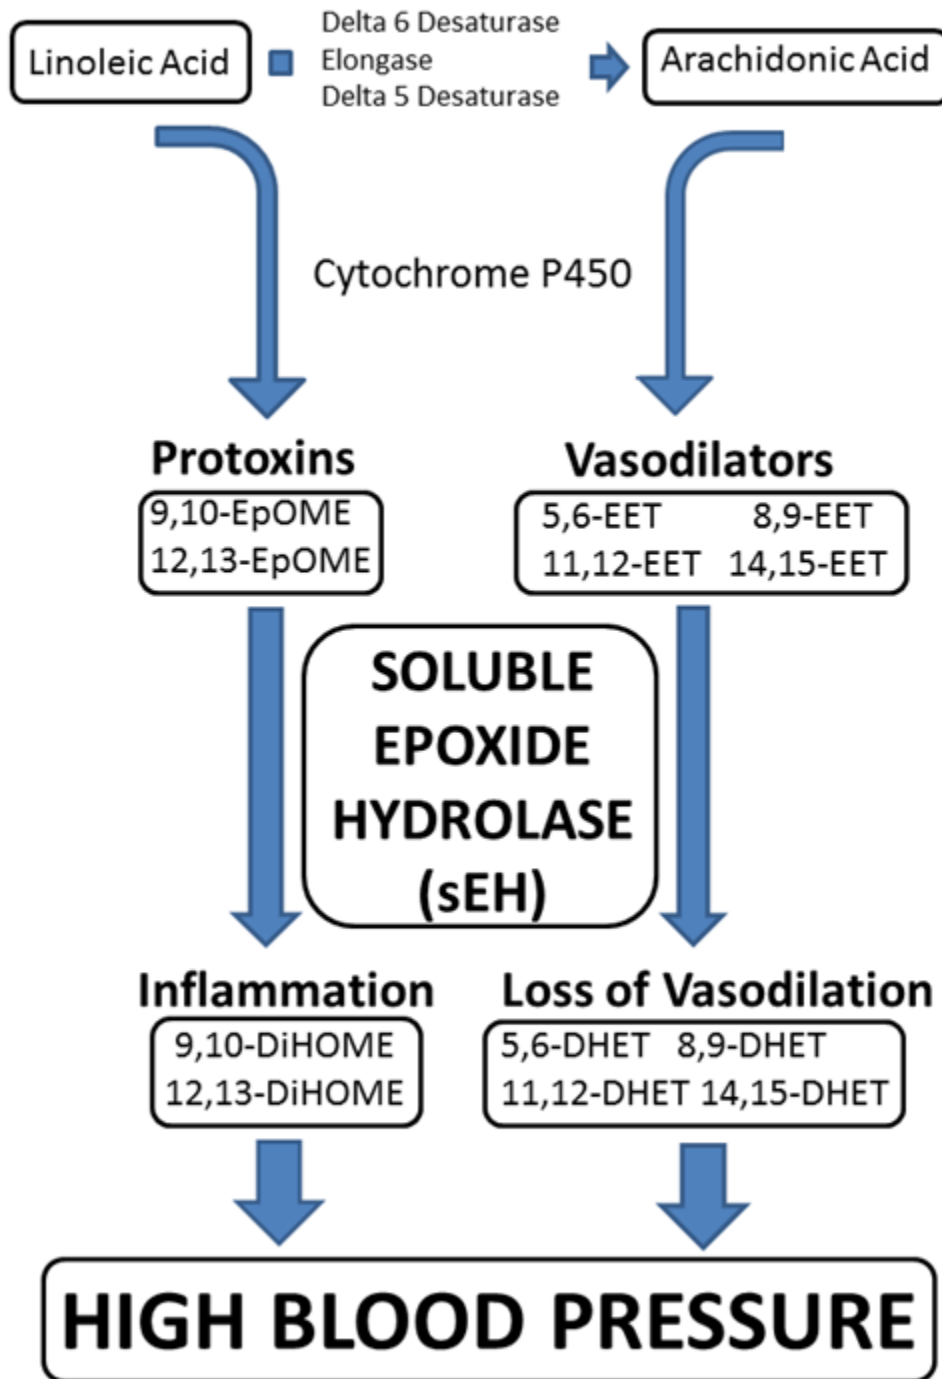 Linoleic Acid
Delta 6 Desaturase
Elongase
Delta 5 Desaturase
Arachidonic Acid
Cytochrome P450
Protoxins
9,10-EpOME
12,13-EpOME
Vasodilators
5,6-EET 8,9-EET
11,12-EET 14,15-EET
SOLUBLE
EPOXIDE
HYDROLASE
(sEH)
Inflammation
9,10-DiHOME
12,13-DiHOME
Loss of Vasodilation
5,6-DHET 8,9-DHET
11,12-DHET 14,15-DHET
HIGH BLOOD PRESSURE